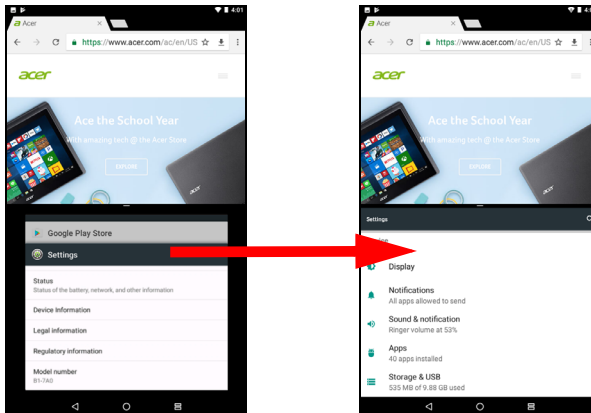 4:01
Acer
https://www.acer.com/ac/en/US
acer
Ace the School Year
With amazing tech @ the Acer Store
EXPLORE
acer
Google Play Store
Settings
Status
Status of the battery, network, and other information
Device Information
Legal information
Regulatory information
Model number
B1-7A0
Acer
https://www.acer.com/ac/en/US
acer
Ace the School Year
With amazing tech @ the Acer Store
EXPLORE
acer
Settings
Display
Notifications
All apps allowed to send
Sound & notification
Ringer volume at 53%
Apps
40 apps installed
Storage & USB
535 MB of 9.88 GB used